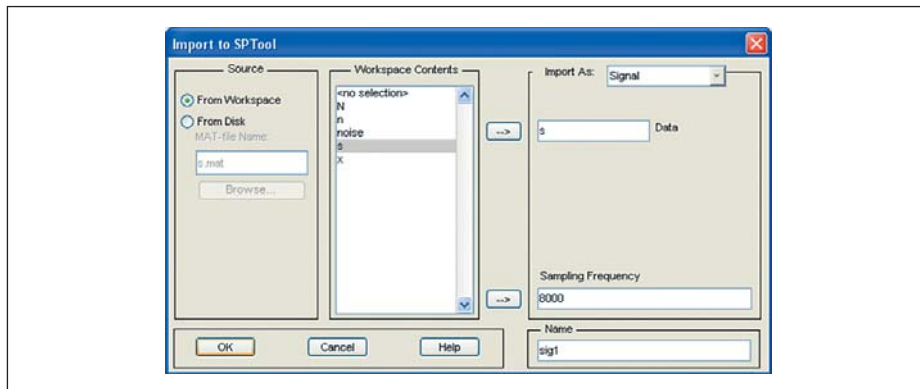 Import to SPTool
Source
From Workspace
From Disk
MAT-file Name:
s.mat
Browse...
Workspace Contents
<no selection>
N
n
noise
s
x
-->
-->
Import As:
Signal
s
Data
Sampling Frequency
8000
OK
Cancel
Help
Name
sig1